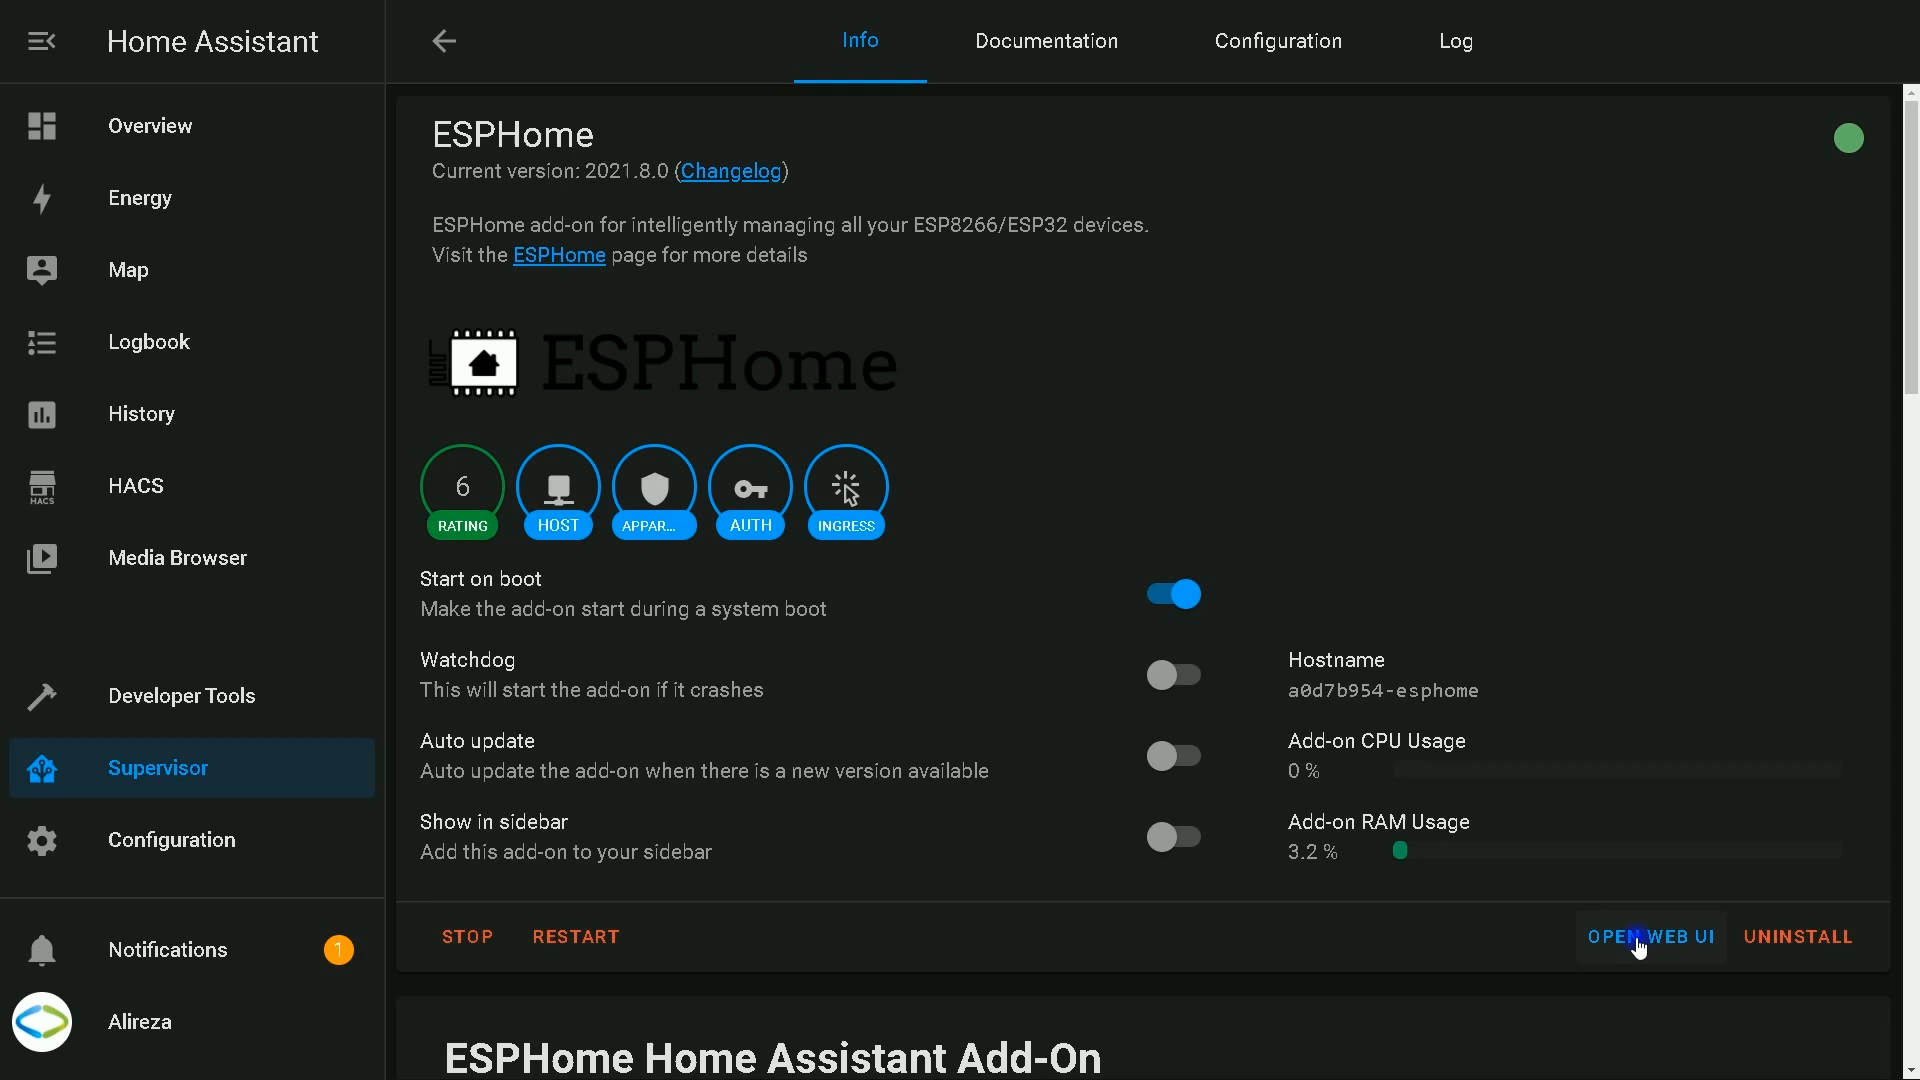 Home Assistant
Info
Documentation
Configuration
Log
Overview
Energy
Map
Logbook
History
HACS
HACS
Media Browser
Developer Tools
Supervisor
Configuration
Notifications
1
Alireza
ESPHome
Current version: 2021.8.0 (Changelog)
ESPHome add-on for intelligently managing all your ESP8266/ESP32 devices.
Visit the ESPHome page for more details
ESPHome
6
RATING
HOST
APPAR...
AUTH
INGRESS
Start on boot
Make the add-on start during a system boot
Watchdog
This will start the add-on if it crashes
Hostname
a0d7b954-esphome
Auto update
Auto update the add-on when there is a new version available
Add-on CPU Usage
0 %
Show in sidebar
Add this add-on to your sidebar
Add-on RAM Usage
3.2 %
STOP
RESTART
OPEN WEB UI
UNINSTALL
ESPHome Home Assistant Add-On